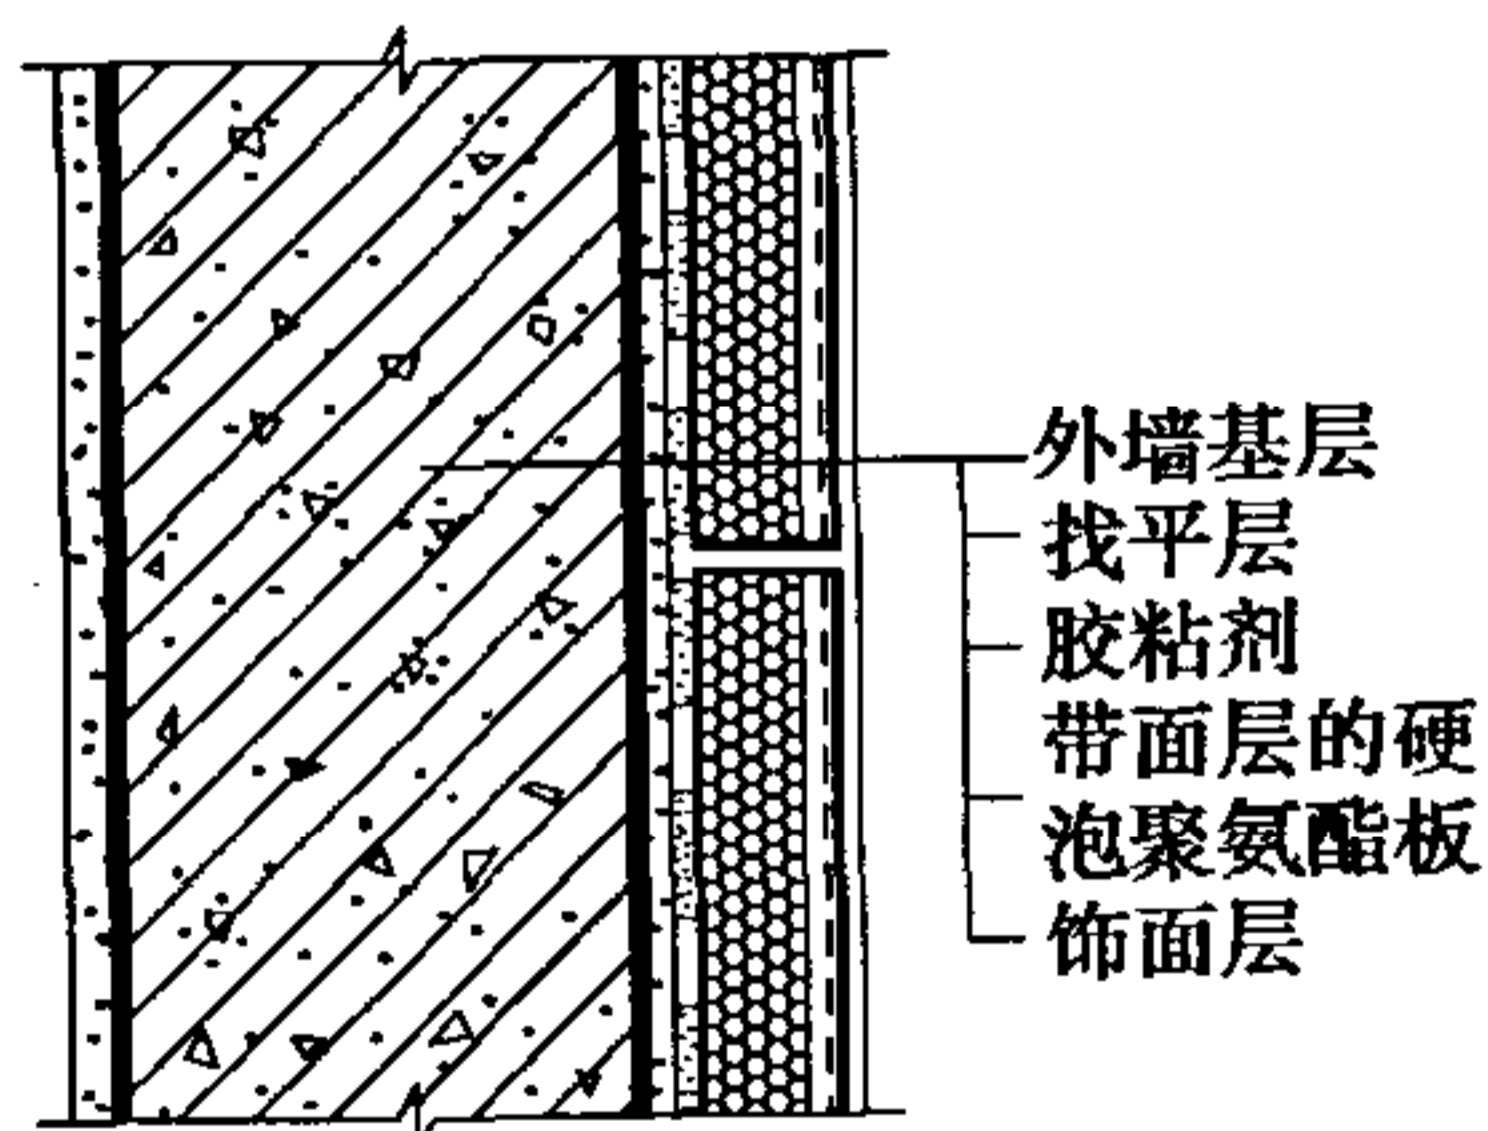 外墙基层
找平层
胶粘剂
带面层的硬
泡聚氨酯板
饰面层